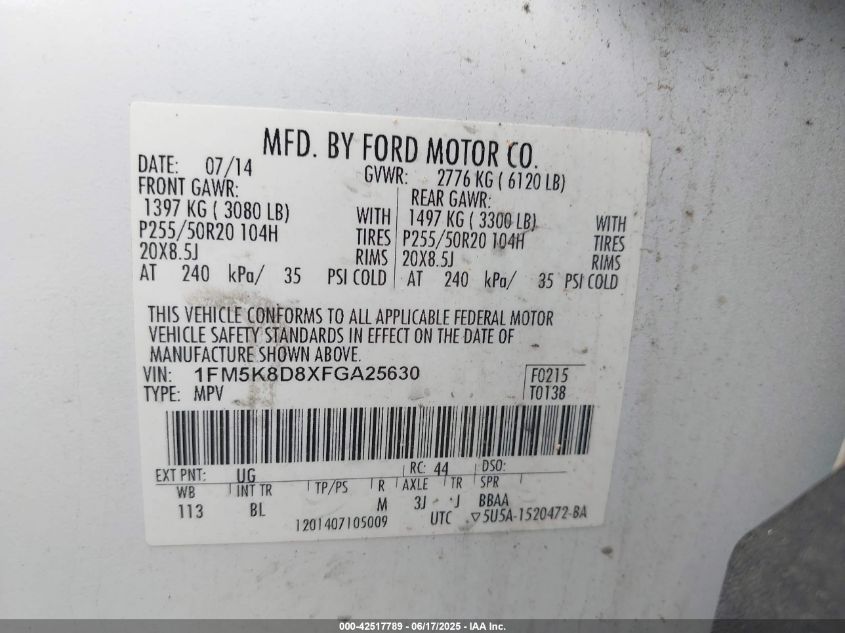 MFD. BY FORD MOTOR CO.
DATE: 07/14 GVWR: 2776 KG ( 6120 LB)
FRONT GAWR: REAR GAWR:
1397 KG ( 3080 LB) WITH 1497 KG ( 3300 LB) WITH
P255/50R20 104H TIRES P255/50R20 104H TIRES
20X8.5J RIMS 20X8.5J RIMS
AT 240 kPa/ 35 PSI COLD AT 240 kPa/ 35 PSI COLD
THIS VEHICLE CONFORMS TO ALL APPLICABLE FEDERAL MOTOR
VEHICLE SAFETY STANDARDS IN EFFECT ON THE DATE OF
MANUFACTURE SHOWN ABOVE.
VIN: 1FM5K8D8XFGA25630 F0215
TYPE: MPV T0138
EXT PNT: UG RC: 44 DSO:
WB INT TR TP/PS R AXLE TR SPR
113 BL M 3J J BBAA
1201407105009 UTC ▽5U5A-1520472-BA
000-42517789 - 06/17/2025 - IAA Inc.